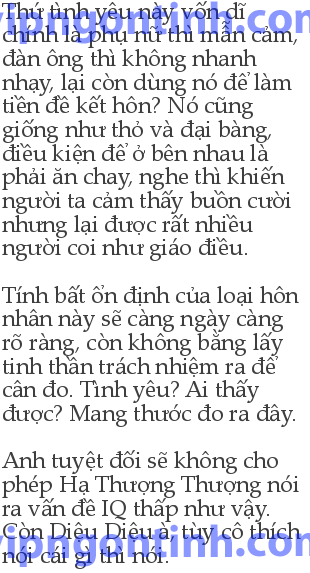 Thứ tình yêu này vốn dĩ
chính là phụ nữ thì mẫn cảm,
đàn ông thì không nhanh
nhạy, lại còn dùng nó để làm
tiền đề kết hôn? Nó cũng
giống như thỏ và đại bàng,
điều kiện để ở bên nhau là
phải ăn chay, nghe thì khiến
người ta cảm thấy buồn cười
nhưng lại được rất nhiều
người coi như giáo điều.
Tính bất ổn định của loại hôn
nhân này sẽ càng ngày càng
rõ ràng, còn không bằng lấy
tinh thần trách nhiệm ra để
cân đo. Tình yêu? Ai thấy
được? Mang thước đo ra đây.
Anh tuyệt đối sẽ không cho
phép Hạ Thượng Thượng nói
ra vấn đề IQ thấp như vậy.
Còn Diệu Diệu à, tùy cô thích
nói cái gì thì nói.
vipngontinh.com
vipngontinh.com